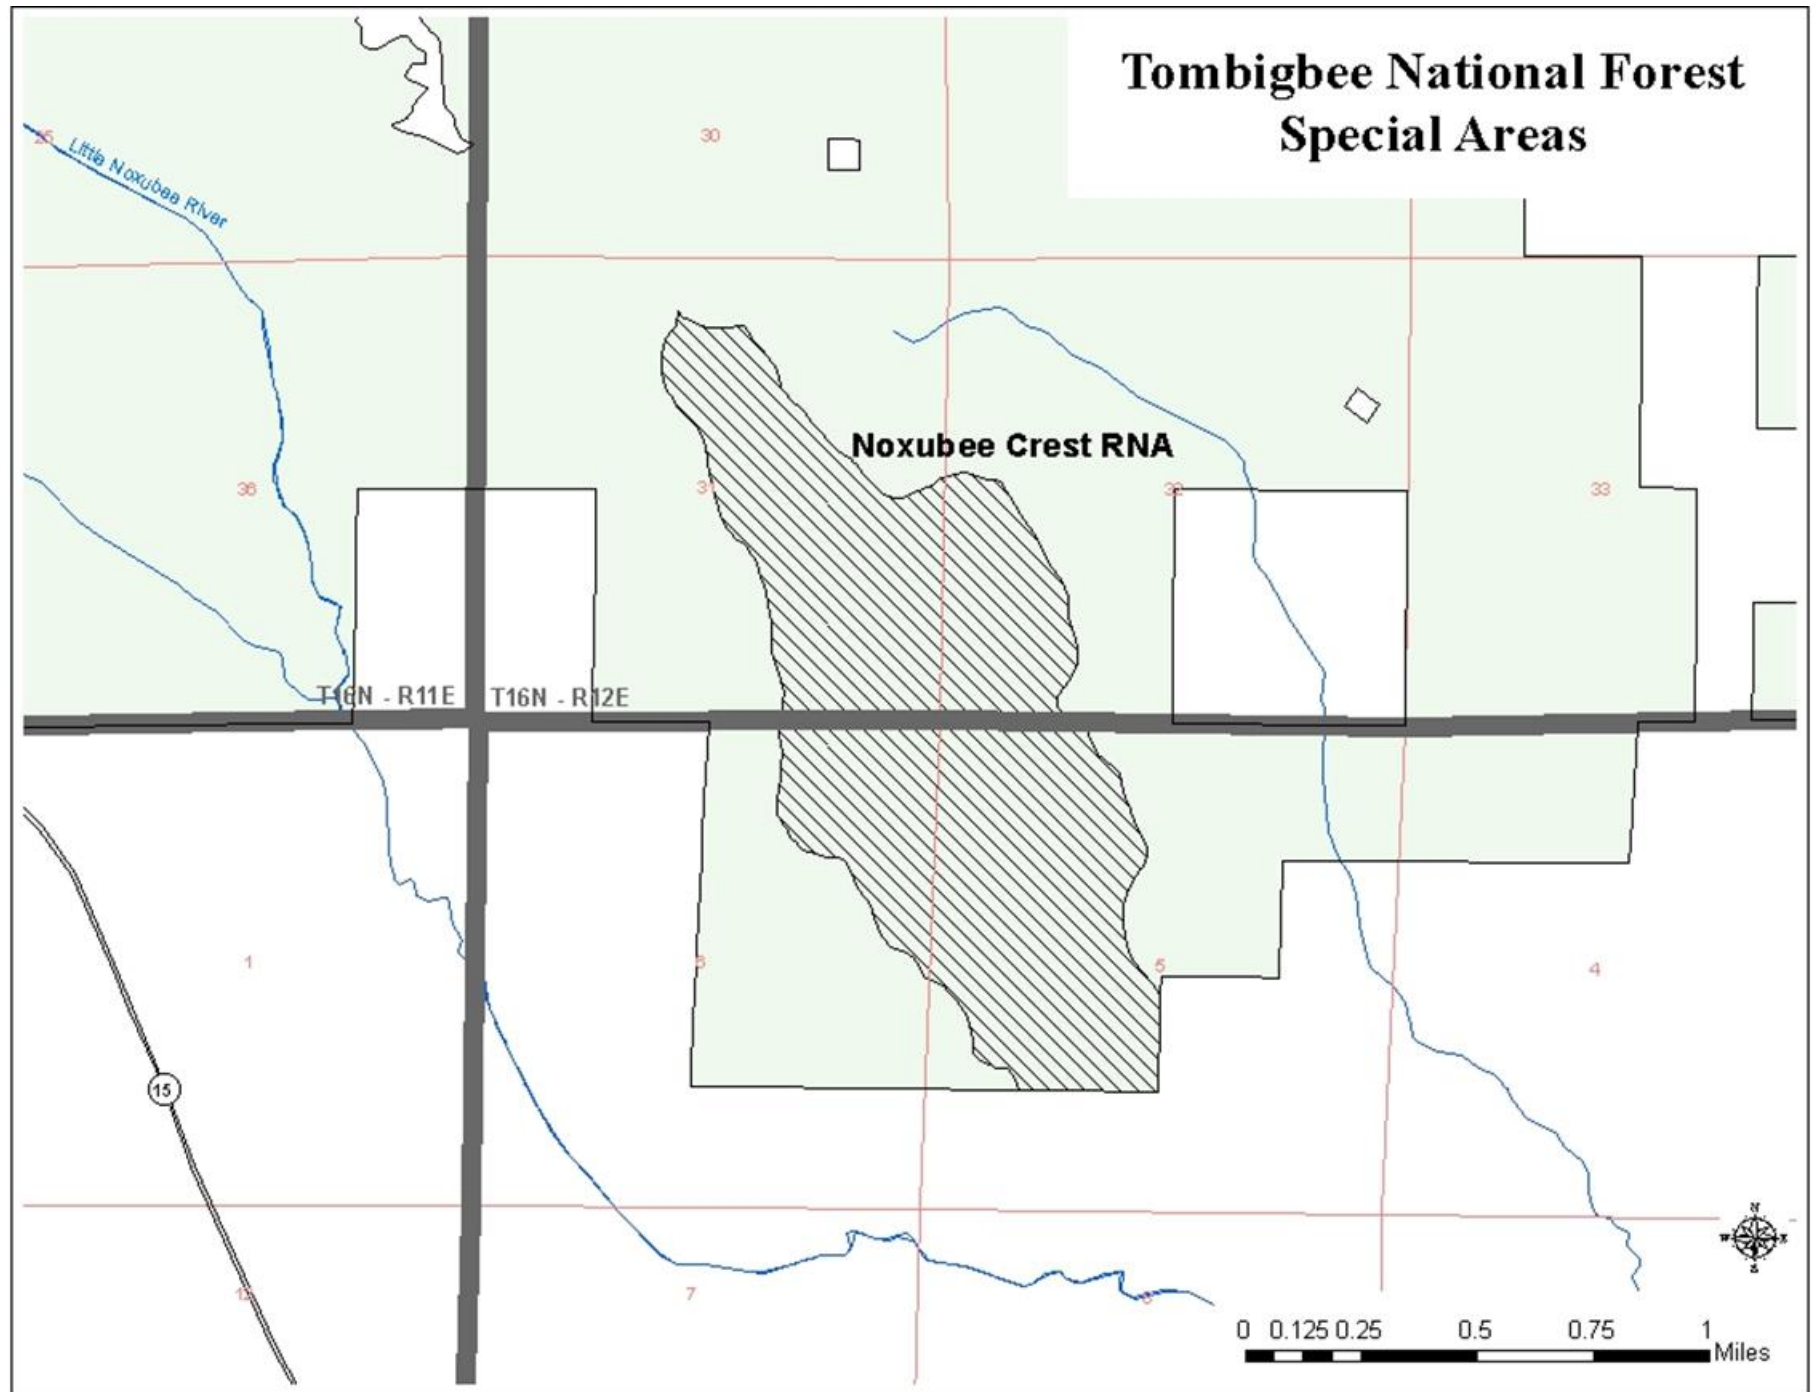 Tombigbee National Forest
Special Areas
25
30
Little Noxubee River
Noxubee Crest RNA
36
31
32
33
T16N - R11E
T16N - R12E
1
6
5
4
15
12
7
8
N
W
E
S
0 0.125 0.25 0.5 0.75 1
Miles